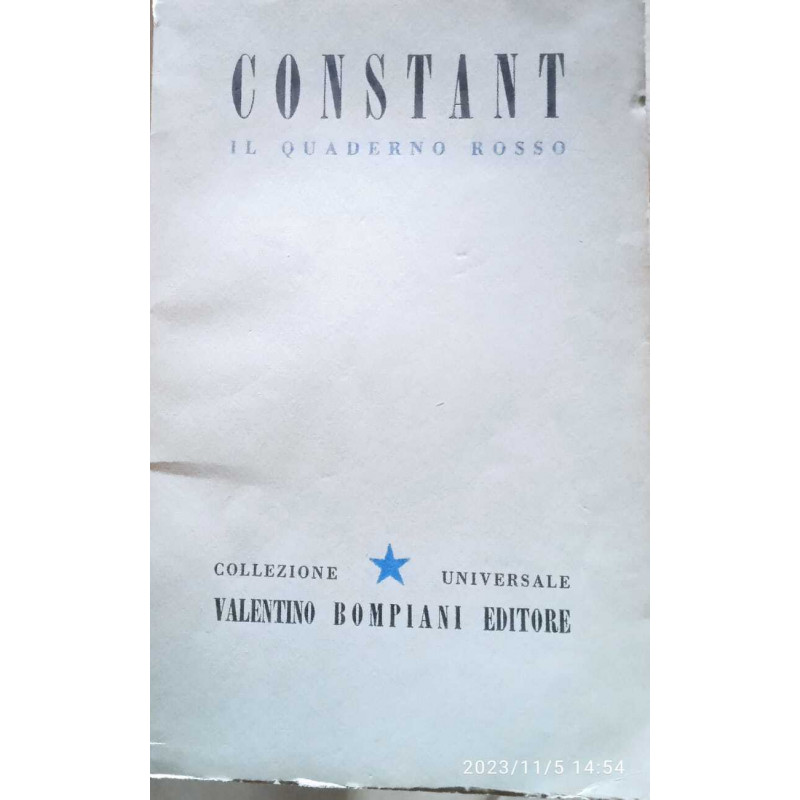 CONSTANT
IL QUADERNO ROSSO
COLLEZIONE UNIVERSALE
VALENTINO BOMPIANI EDITORE
2023/11/5 14:54